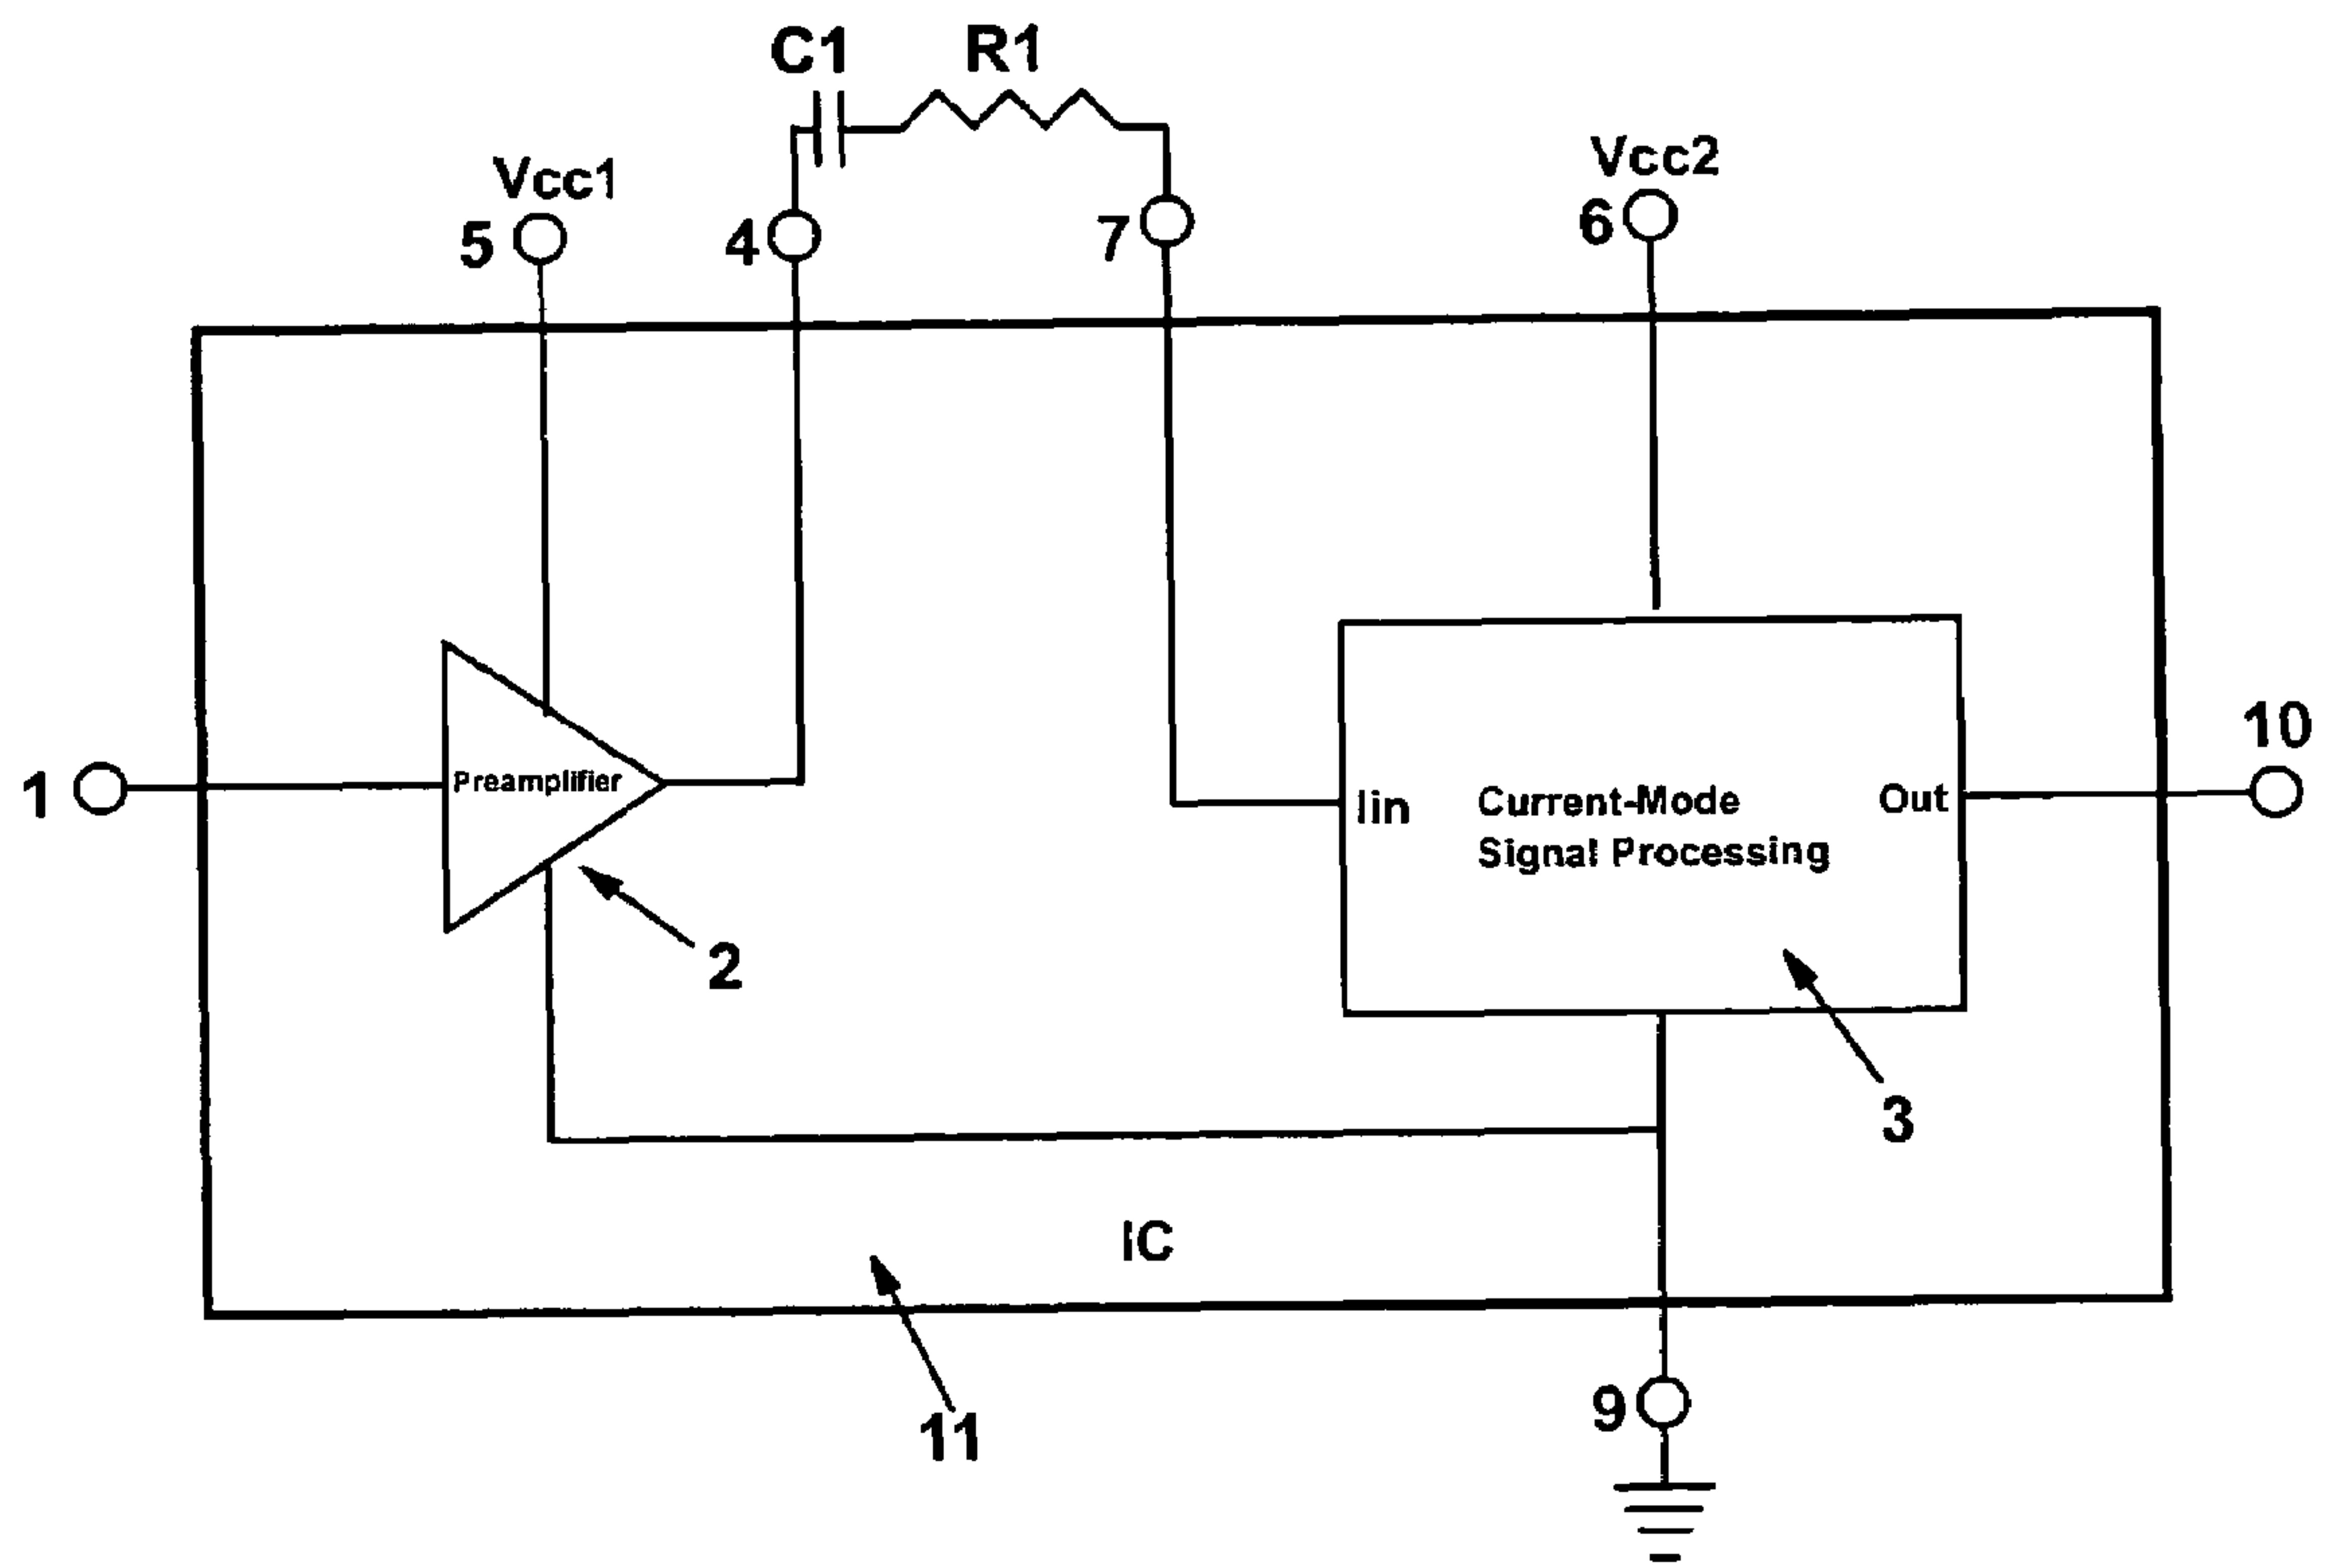 C1
R1
Vcc1
Vcc2
5
4
7
6
1
Preamplifier
Iin
Current-Mode
Signal Processing
Out
10
2
3
IC
11
9